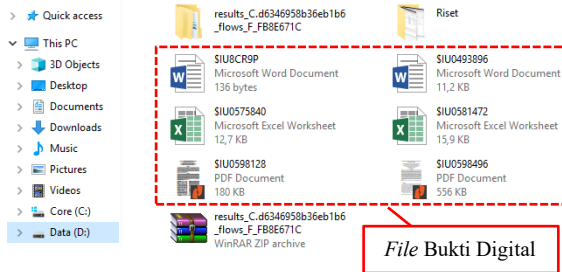 Quick access
This PC
3D Objects
Desktop
Documents
Downloads
Music
Pictures
Videos
Core (C:)
Data (D:)
results_C.d6346958b36eb1b6
_flows_F_FB8E671C
Riset
$IU8CR9P
Microsoft Word Document
136 bytes
$IU0493896
Microsoft Word Document
11,2 KB
$IU0575840
Microsoft Excel Worksheet
12,7 KB
$IU0581472
Microsoft Excel Worksheet
15,9 KB
$IU0598128
PDF Document
180 KB
$IU0598496
PDF Document
556 KB
results_C.d6346958b36eb1b6
_flows_F_FB8E671C
WinRAR ZIP archive
File Bukti Digital